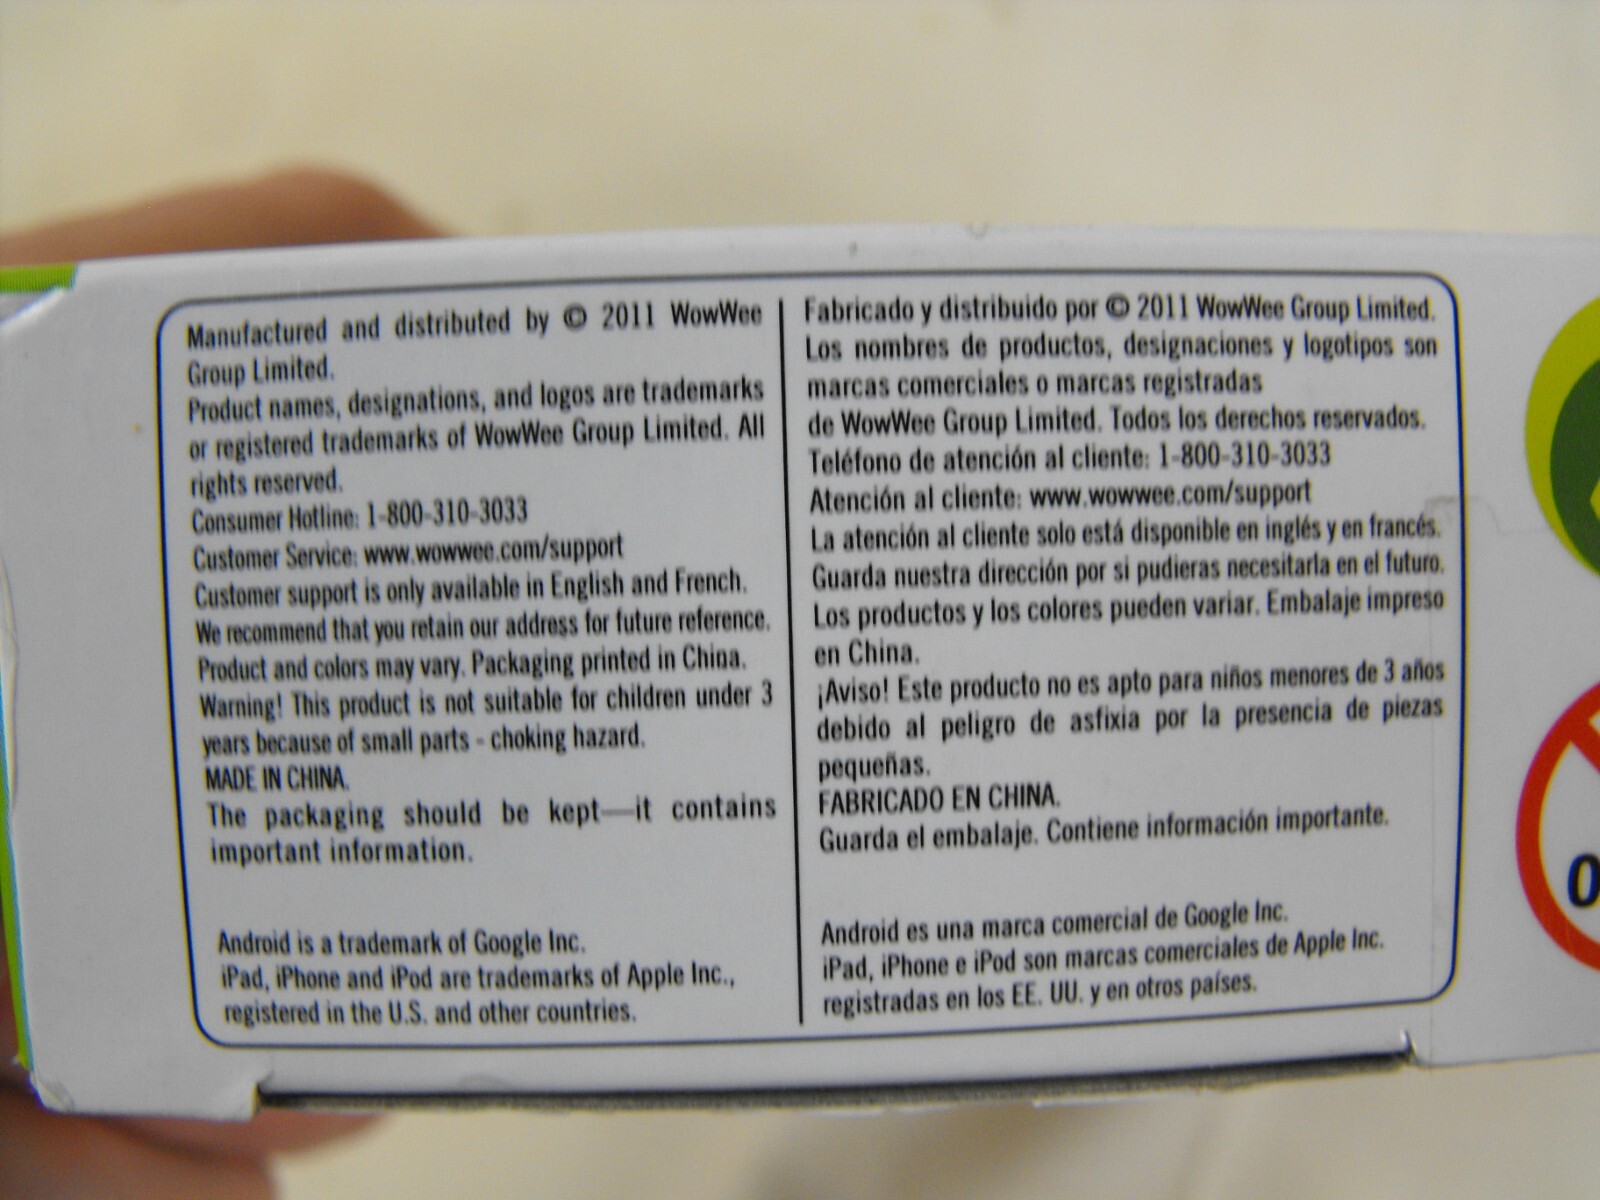 Manufactured and distributed by © 2011 WowWee
Group Limited.
Product names, designations, and logos are trademarks
or registered trademarks of WowWee Group Limited. All
rights reserved.
Consumer Hotline: 1-800-310-3033
Customer Service: www.wowwee.com/support
Customer support is only available in English and French.
We recommend that you retain our address for future reference.
Product and colors may vary. Packaging printed in China.
Warning! This product is not suitable for children under 3
years because of small parts - choking hazard.
MADE IN CHINA.
The packaging should be kept—it contains
important information.
Android is a trademark of Google Inc.
iPad, iPhone and iPod are trademarks of Apple Inc.,
registered in the U.S. and other countries.
Fabricado y distribuido por © 2011 WowWee Group Limited.
Los nombres de productos, designaciones y logotipos son
marcas comerciales o marcas registradas
de WowWee Group Limited. Todos los derechos reservados.
Teléfono de atención al cliente: 1-800-310-3033
Atención al cliente: www.wowwee.com/support
La atención al cliente solo está disponible en inglés y en francés.
Guarda nuestra dirección por si pudieras necesitarla en el futuro.
Los productos y los colores pueden variar. Embalaje impreso
en China.
¡Aviso! Este producto no es apto para niños menores de 3 años
debido al peligro de asfixia por la presencia de piezas
pequeñas.
FABRICADO EN CHINA.
Guarda el embalaje. Contiene información importante.
Android es una marca comercial de Google Inc.
iPad, iPhone e iPod son marcas comerciales de Apple Inc.
registradas en los EE. UU. y en otros países.
0